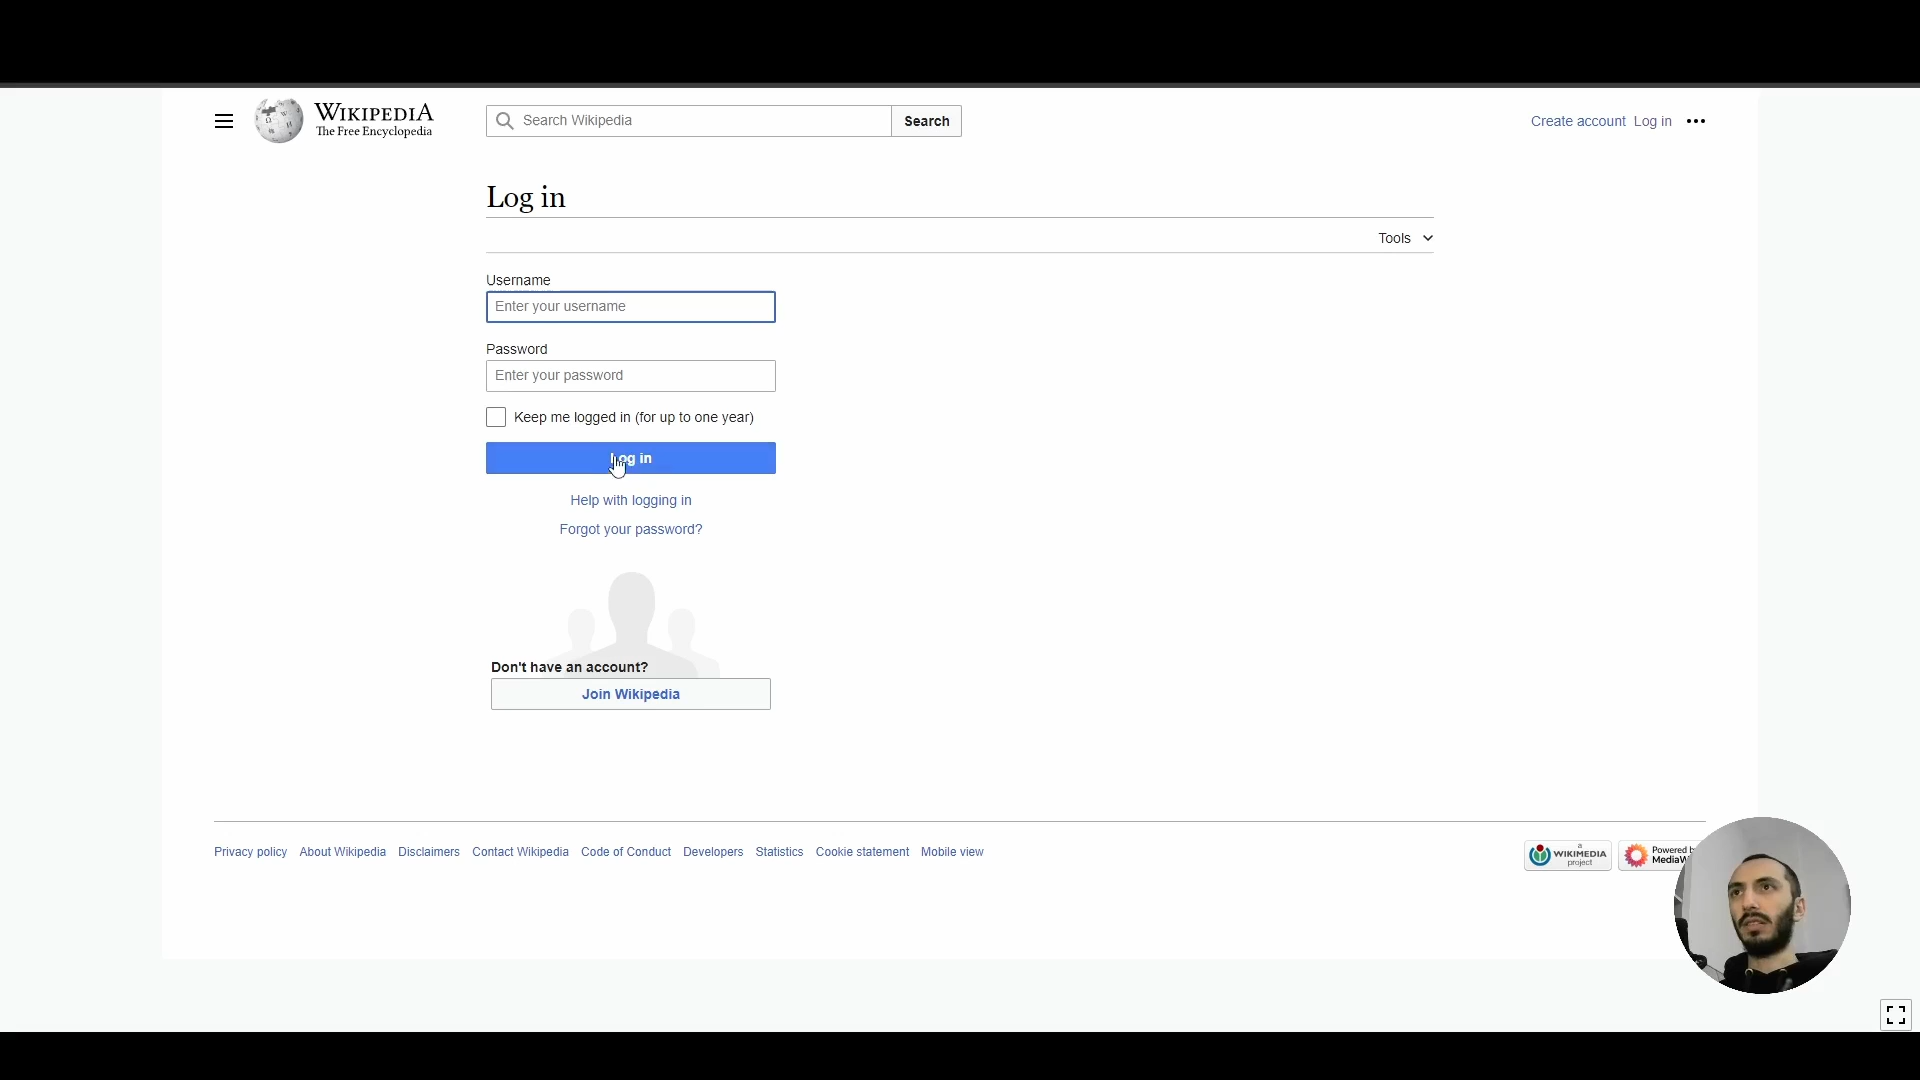 WIKIPEDIA
The Free Encyclopedia
Search Wikipedia
Search
Create account Log in
Log in
Tools
Username
Enter your username
Password
Enter your password
Keep me logged in (for up to one year)
Log in
Help with logging in
Forgot your password?
Don't have an account?
Join Wikipedia
Privacy policy About Wikipedia Disclaimers Contact Wikipedia Code of Conduct Developers Statistics Cookie statement Mobile view
A WIKIMEDIA project
Powered